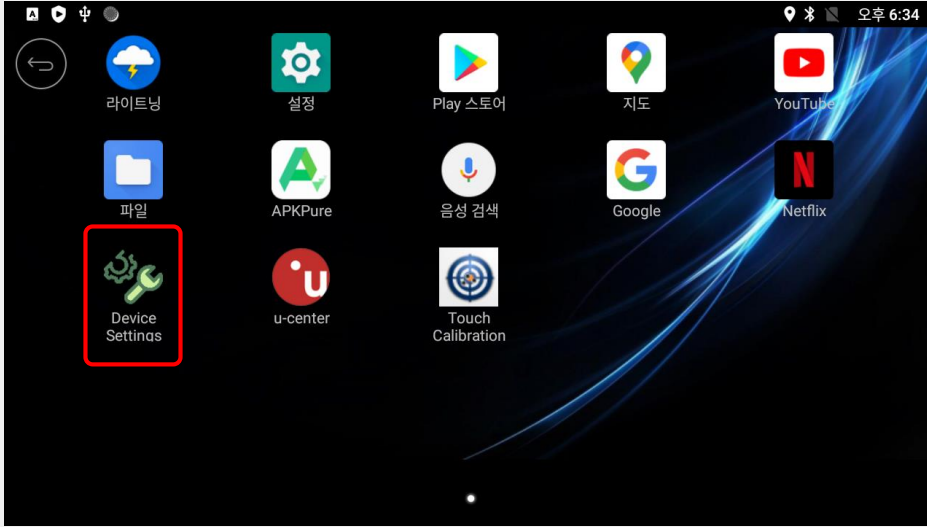 오후 6:34
라이트닝
설정
Play 스토어
지도
YouTube
파일
APKPure
음성 검색
Google
Netflix
Device
Settings
u-center
Touch
Calibration